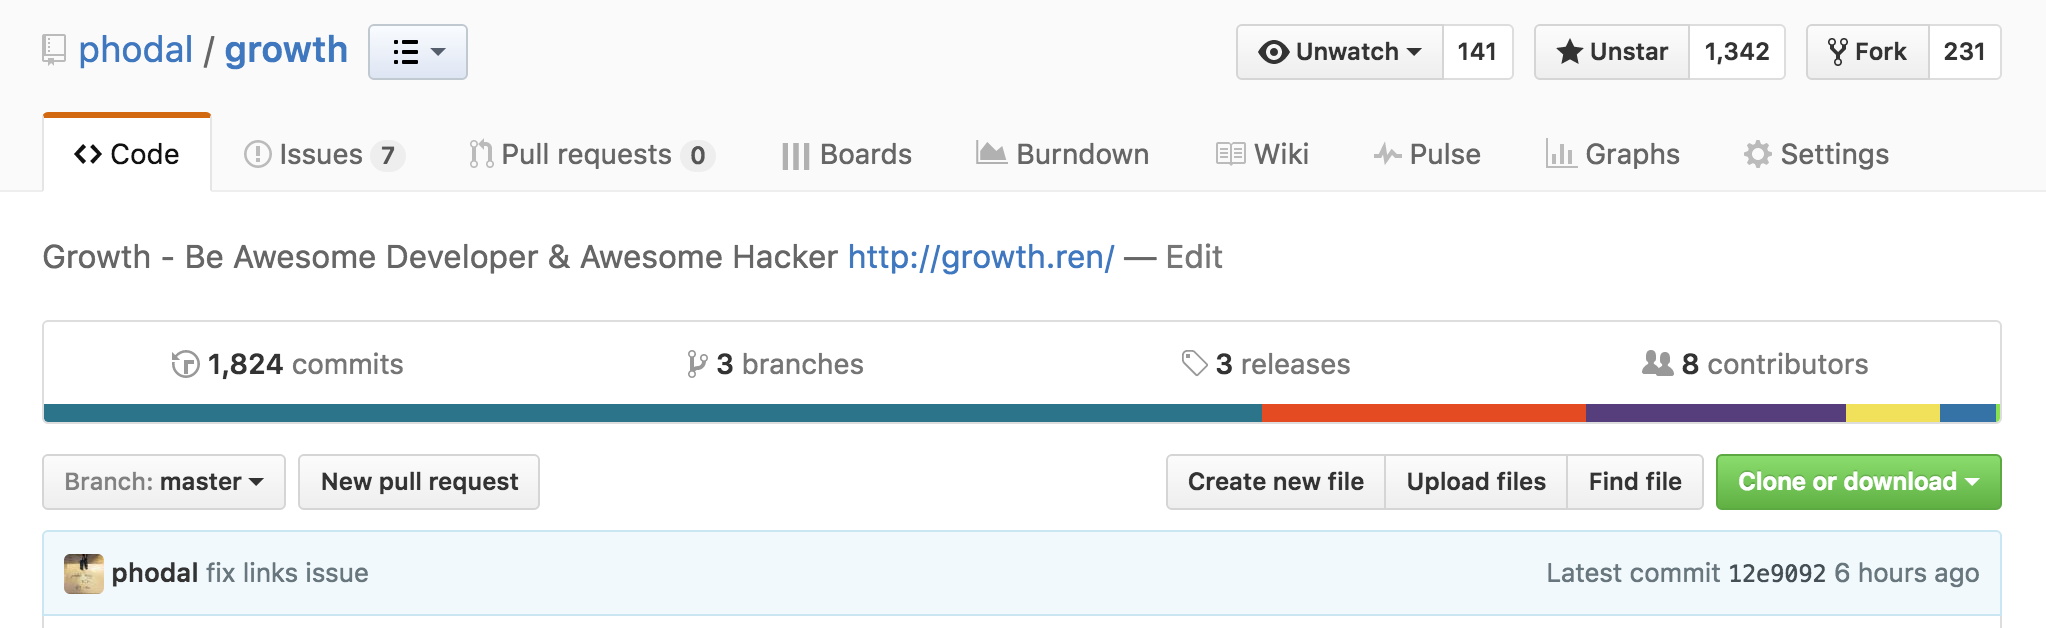 phodal / growth Unwatch 141 Unstar 1,342 Fork 231
Code Issues 7 Pull requests 0 Boards Burndown Wiki Pulse Graphs Settings
Growth - Be Awesome Developer & Awesome Hacker http://growth.ren/ — Edit
1,824 commits 3 branches 3 releases 8 contributors
Branch: master New pull request Create new file Upload files Find file Clone or download
phodal fix links issue Latest commit 12e9092 6 hours ago